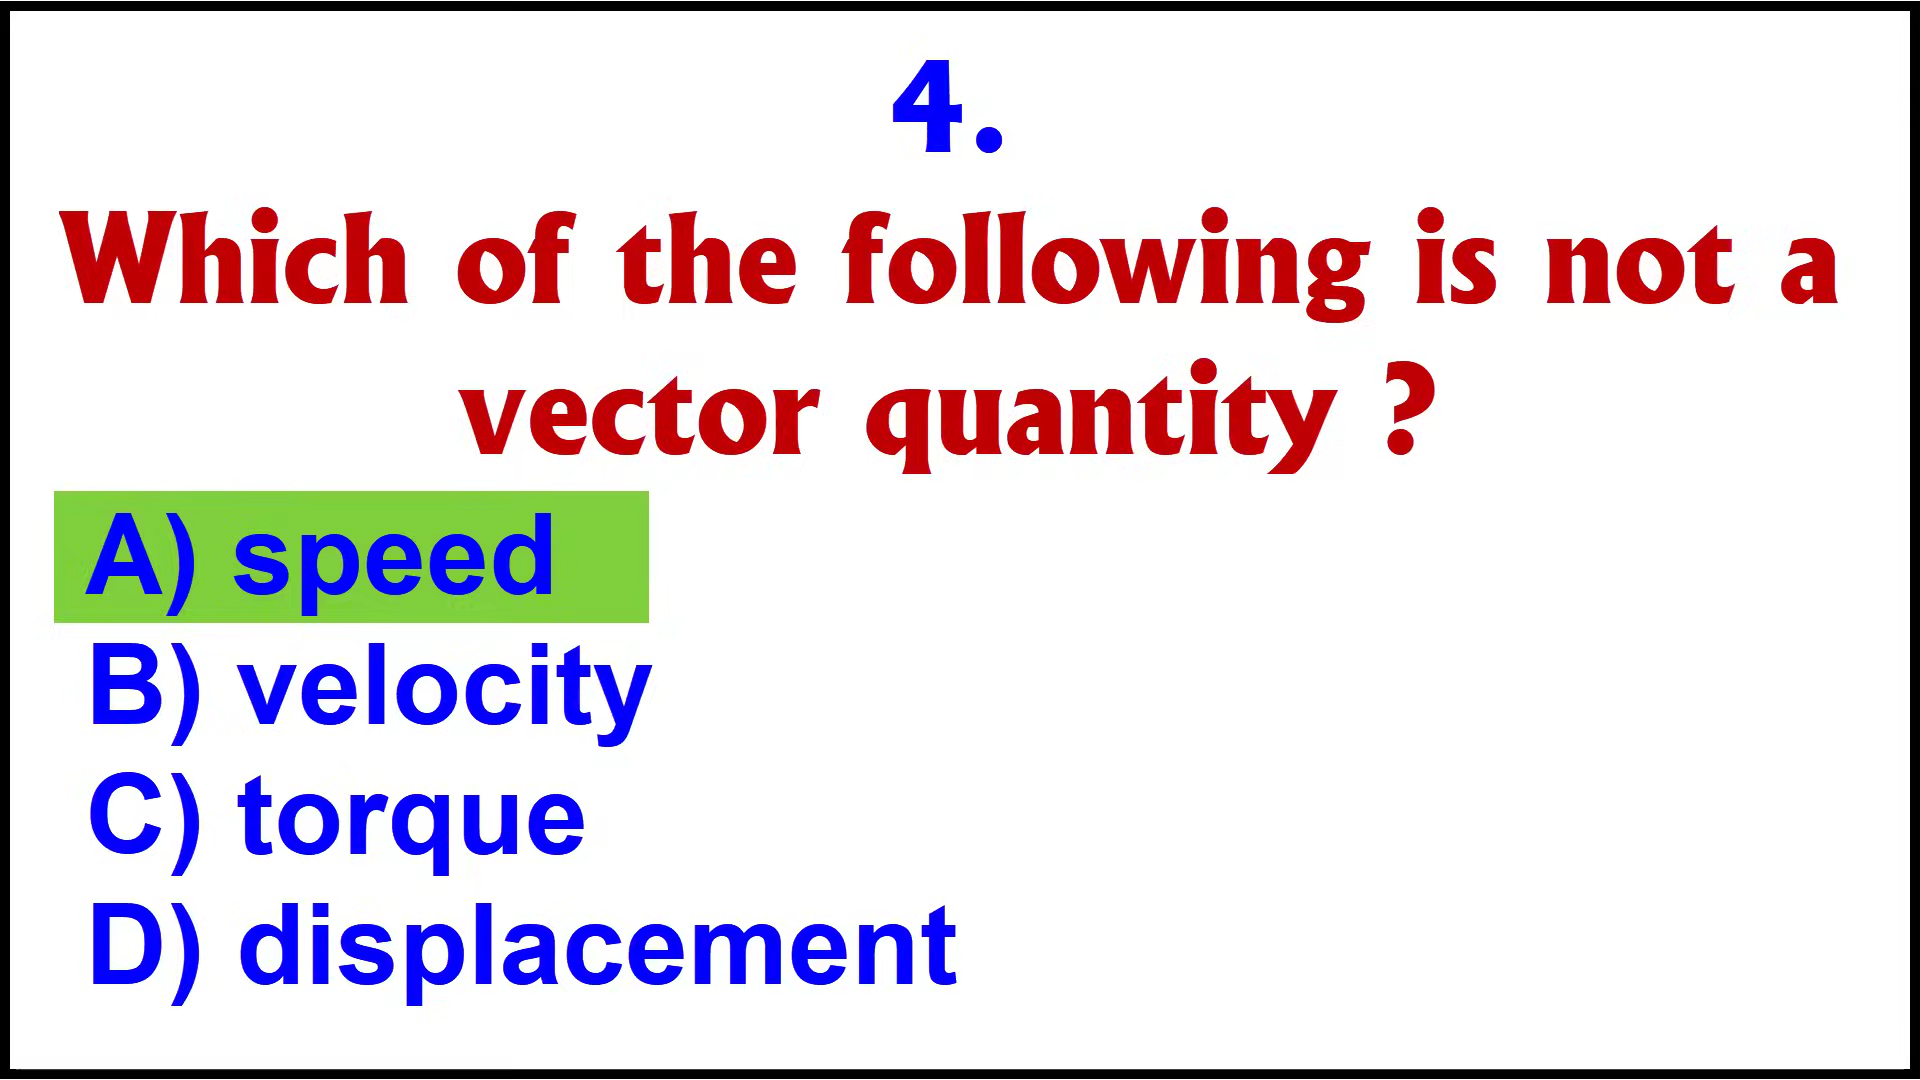 4.
Which of the following is not a
vector quantity ?
A) speed
B) velocity
C) torque
D) displacement